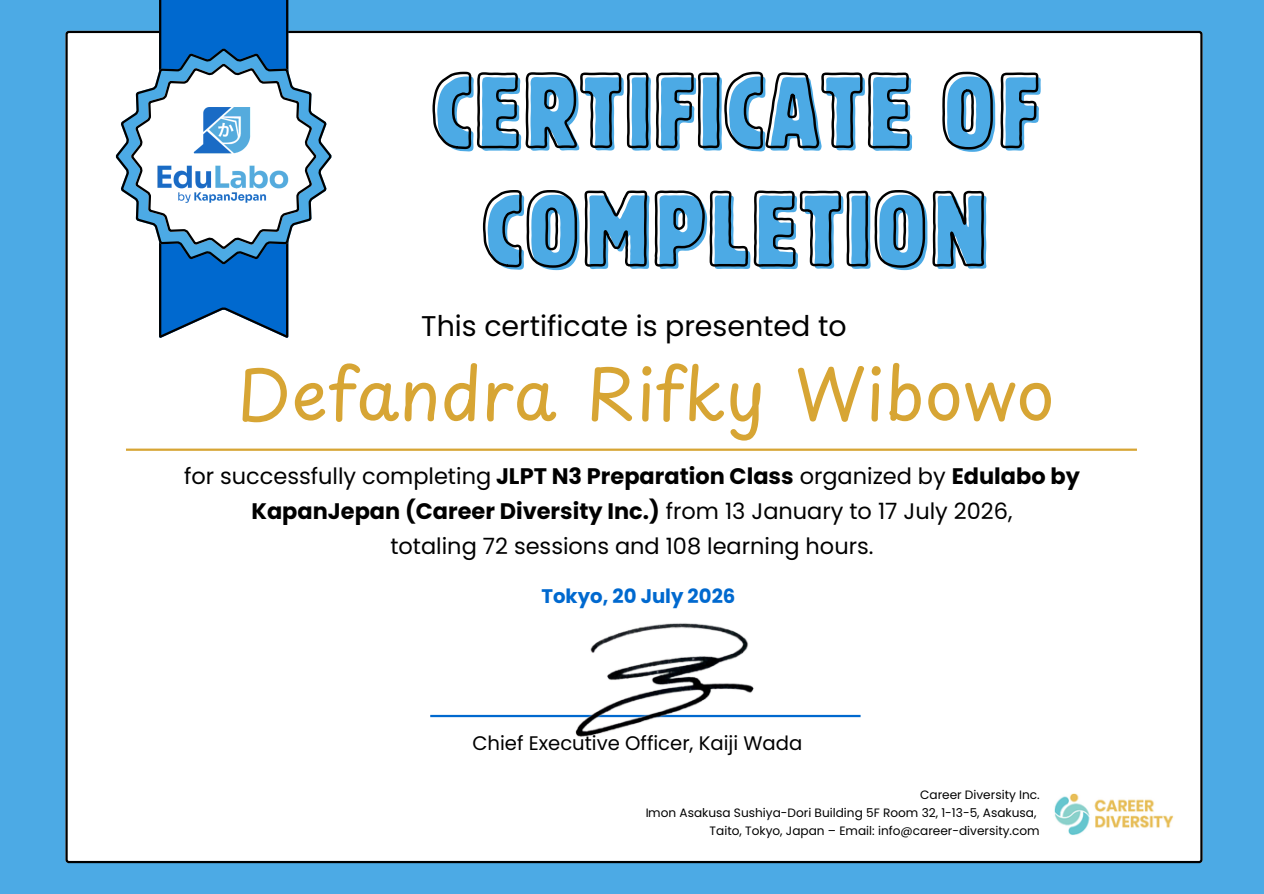 か
EduLabo
by KapanJepan
CERTIFICATE OF
COMPLETION
This certificate is presented to
Defandra Rifky Wibowo
for successfully completing JLPT N3 Preparation Class organized by Edulabo by
KapanJepan (Career Diversity Inc.) from 13 January to 17 July 2026,
totaling 72 sessions and 108 learning hours.
Tokyo, 20 July 2026
Chief Executive Officer, Kaiji Wada
Career Diversity Inc.
Imon Asakusa Sushiya-Dori Building 5F Room 32, 1-13-5, Asakusa,
Taito, Tokyo, Japan – Email: info@career-diversity.com
CAREER
DIVERSITY